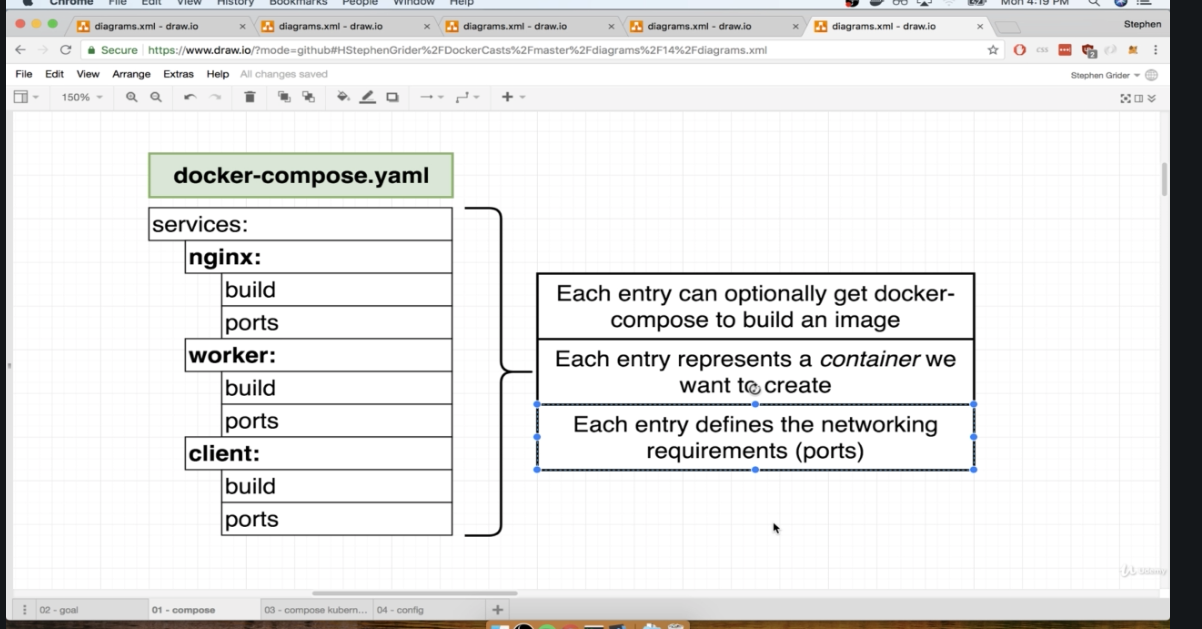 Chrome File Edit View History Bookmarks People Window Help Mon 4:19 PM
diagrams.xml - draw.io × diagrams.xml - draw.io × diagrams.xml - draw.io × diagrams.xml - draw.io × diagrams.xml - draw.io × Stephen
Secure https://www.draw.io/?mode=github#HStephenGrider%2FDockerCasts%2Fmaster%2Fdiagrams%2F14%2Fdiagrams.xml
File Edit View Arrange Extras Help All changes saved Stephen Grider
150%
docker-compose.yaml
services:
nginx:
build
ports
worker:
build
ports
client:
build
ports
Each entry can optionally get docker-
compose to build an image
Each entry represents a container we
want to create
Each entry defines the networking
requirements (ports)
Udemy
02 - goal 01 - compose 03 - compose kubern... 04 - config